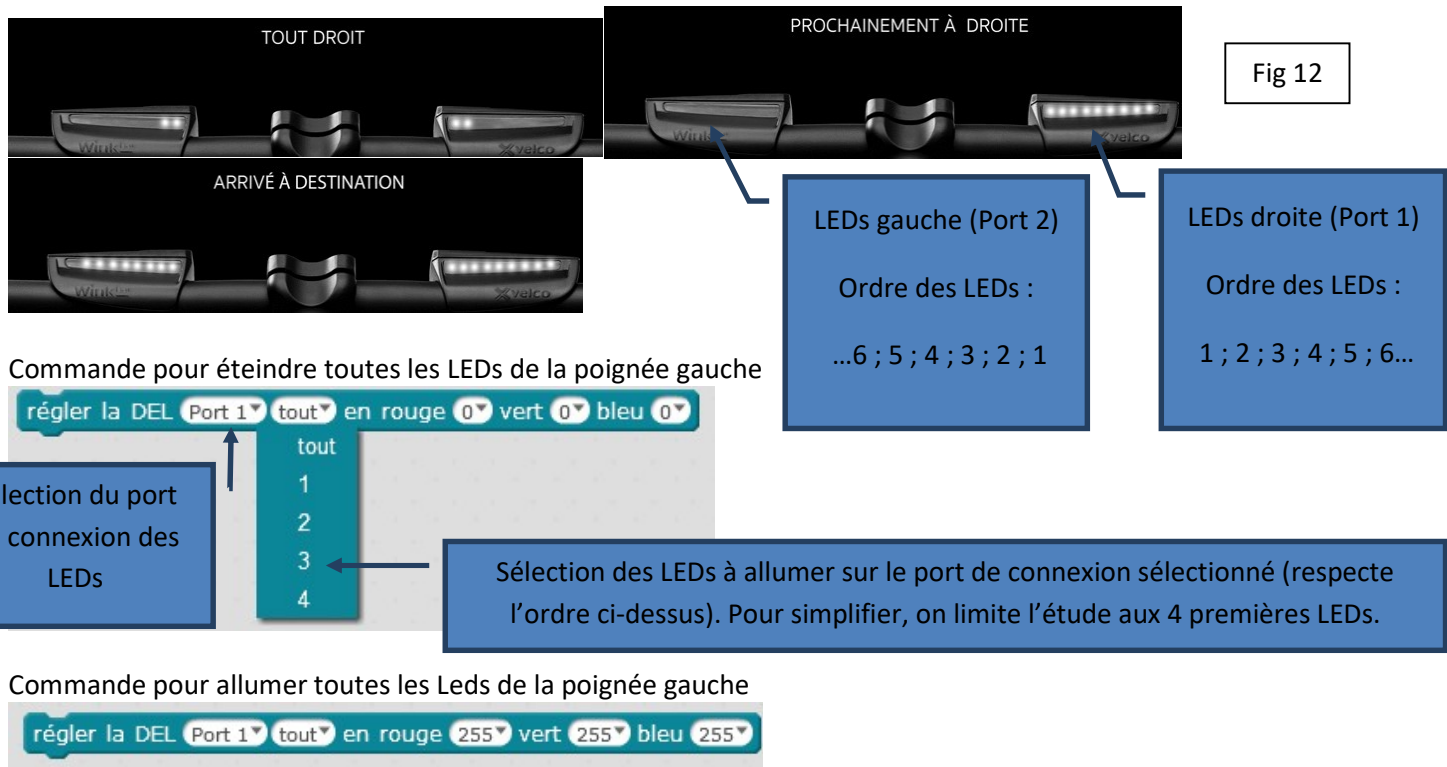 TOUT DROIT
PROCHAINEMENT À DROITE
Fig 12
Wink
velco
Wink
velco
ARRIVÉ À DESTINATION
Wink
velco
LEDs gauche (Port 2)
Ordre des LEDs :
...6 ; 5 ; 4 ; 3 ; 2 ; 1
LEDs droite (Port 1)
Ordre des LEDs :
1 ; 2 ; 3 ; 4 ; 5 ; 6...
Commande pour éteindre toutes les LEDs de la poignée gauche
régler la DEL Port 1 tout en rouge 0 vert 0 bleu 0
tout
1
2
3
4
lection du port
connexion des
LEDs
Sélection des LEDs à allumer sur le port de connexion sélectionné (respecte
l'ordre ci-dessus). Pour simplifier, on limite l'étude aux 4 premières LEDs.
Commande pour allumer toutes les Leds de la poignée gauche
régler la DEL Port 1 tout en rouge 255 vert 255 bleu 255